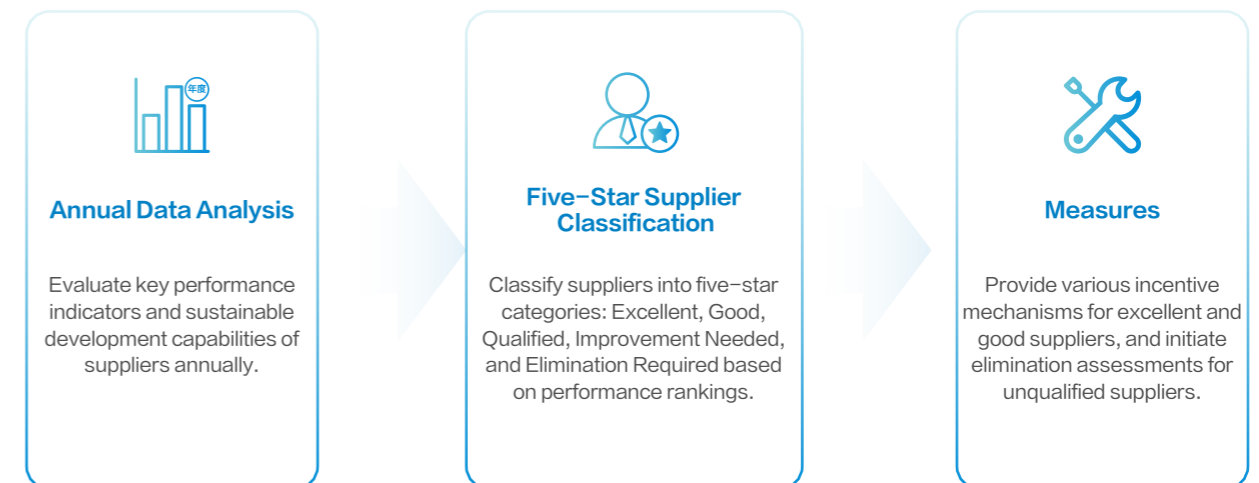 年度
Annual Data Analysis
Evaluate key performance
indicators and sustainable
development capabilities of
suppliers annually.
Five-Star Supplier
Classification
Classify suppliers into five-star
categories: Excellent, Good,
Qualified, Improvement Needed,
and Elimination Required based
on performance rankings.
Measures
Provide various incentive
mechanisms for excellent and
good suppliers, and initiate
elimination assessments for
unqualified suppliers.